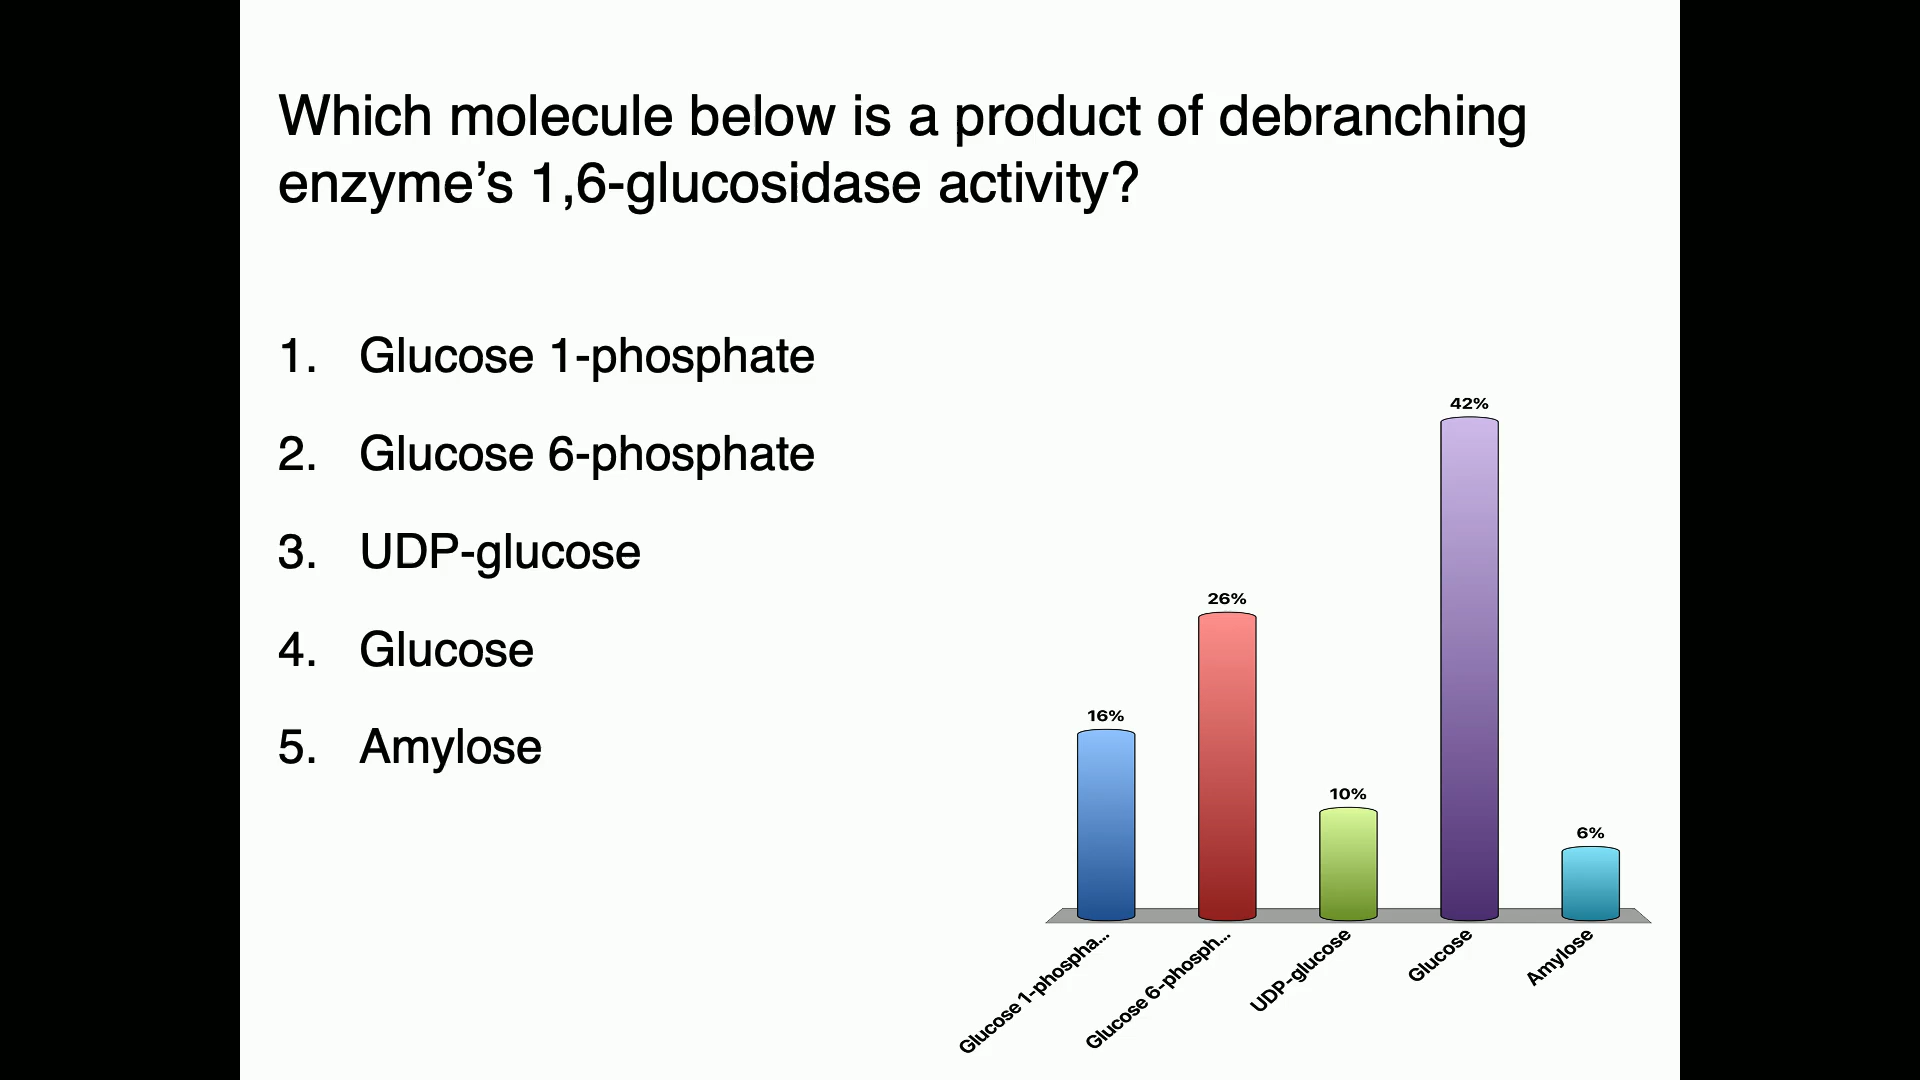 Which molecule below is a product of debranching
enzyme’s 1,6-glucosidase activity?
1. Glucose 1-phosphate
2. Glucose 6-phosphate
3. UDP-glucose
4. Glucose
5. Amylose
16%
26%
10%
42%
6%
Glucose 1-phospha...
Glucose 6-phosph...
UDP-glucose
Glucose
Amylose